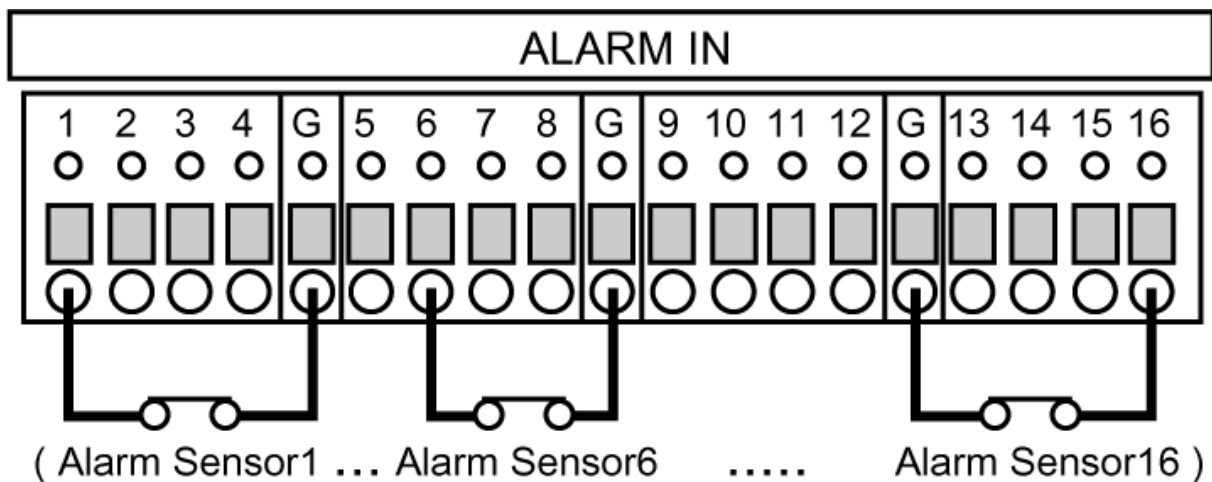 ALARM IN
1 2 3 4 G 5 6 7 8 G 9 10 11 12 G 13 14 15 16
( Alarm Sensor1 ... Alarm Sensor6 ..... Alarm Sensor16 )